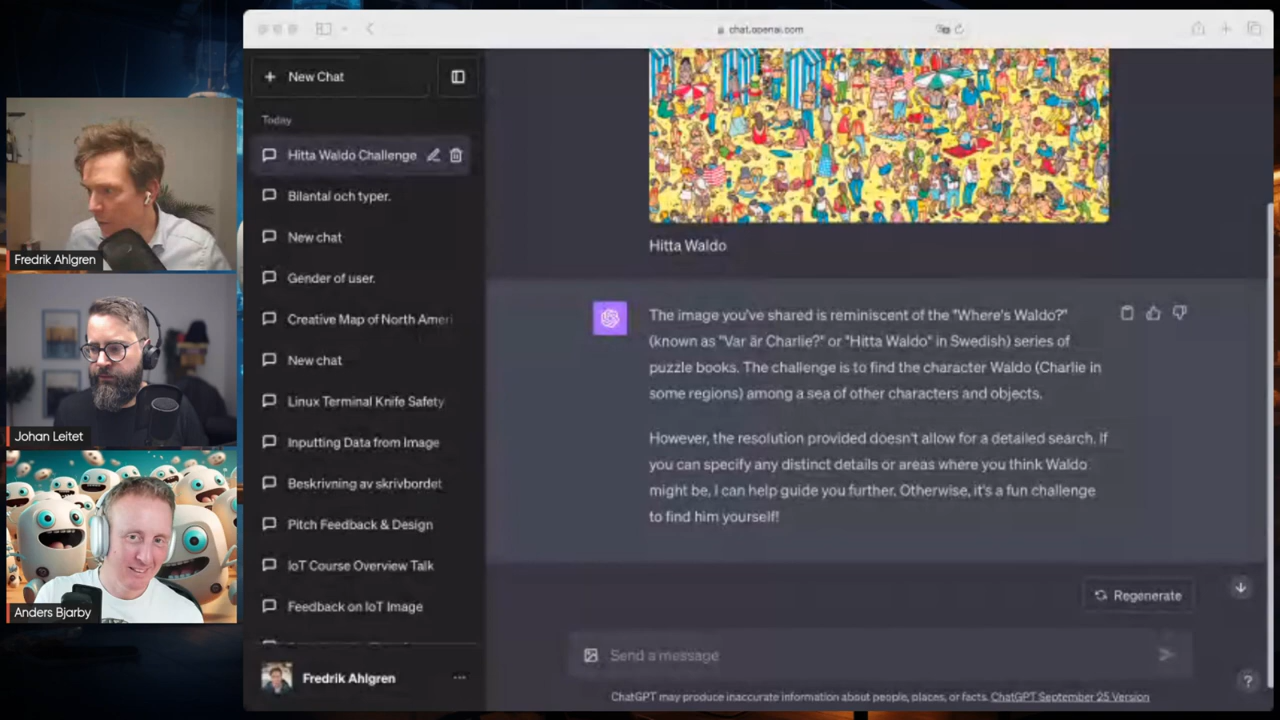 chat.openai.com
New Chat
Today
Hitta Waldo Challenge
Bilantal och typer.
New chat
Gender of user.
Creative Map of North Ameri
New chat
Linux Terminal Knife Safety
Inputting Data from Image
Beskrivning av skrivbordet
Pitch Feedback & Design
IoT Course Overview Talk
Feedback on IoT Image
Fredrik Ahlgren
Fredrik Ahlgren
Johan Leitet
Anders Bjarby
Hitta Waldo
The image you've shared is reminiscent of the "Where's Waldo?"
(known as "Var är Charlie?" or "Hitta Waldo" in Swedish) series of
puzzle books. The challenge is to find the character Waldo (Charlie in
some regions) among a sea of other characters and objects.
However, the resolution provided doesn't allow for a detailed search. If
you can specify any distinct details or areas where you think Waldo
might be, I can help guide you further. Otherwise, it's a fun challenge
to find him yourself!
Regenerate
Send a message
ChatGPT may produce inaccurate information about people, places, or facts. ChatGPT September 25 Version
?